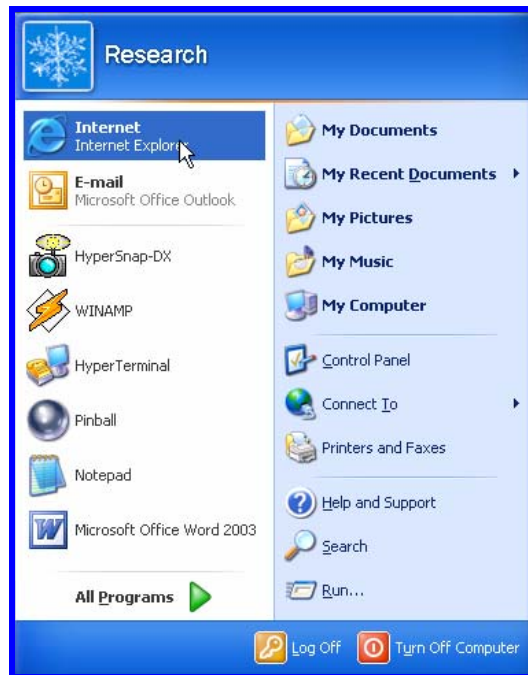 Research
Internet
Internet Explorer
E-mail
Microsoft Office Outlook
HyperSnap-DX
WINAMP
HyperTerminal
Pinball
Notepad
Microsoft Office Word 2003
All Programs
My Documents
My Recent Documents
My Pictures
My Music
My Computer
Control Panel
Connect To
Printers and Faxes
Help and Support
Search
Run...
Log Off
Turn Off Computer